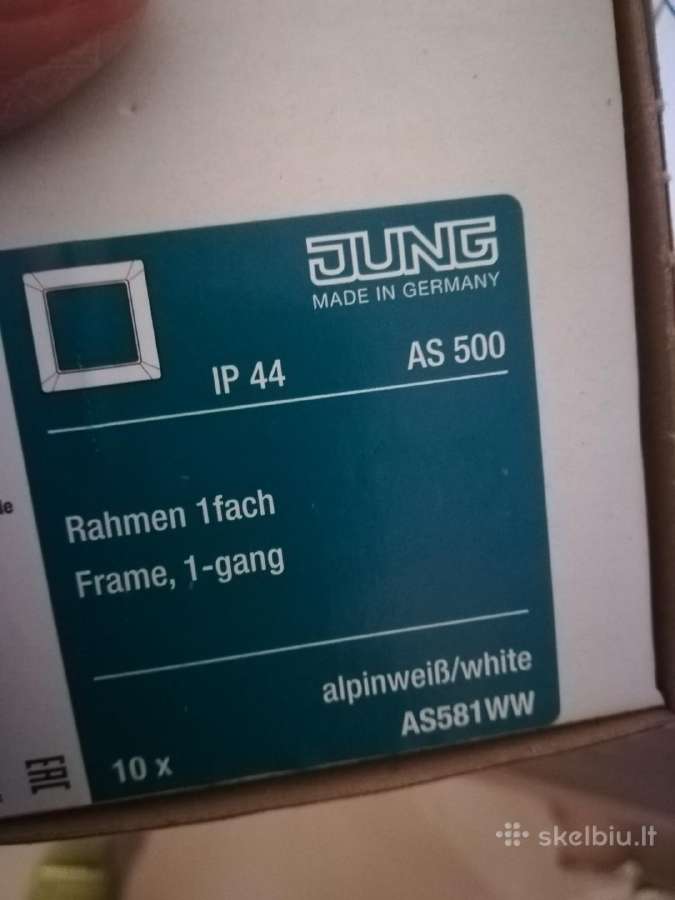 JUNG
MADE IN GERMANY
IP 44 AS 500
Rahmen 1fach
Frame, 1-gang
alpinweiß/white
AS581WW
10 x
EAC
skelbiu.lt